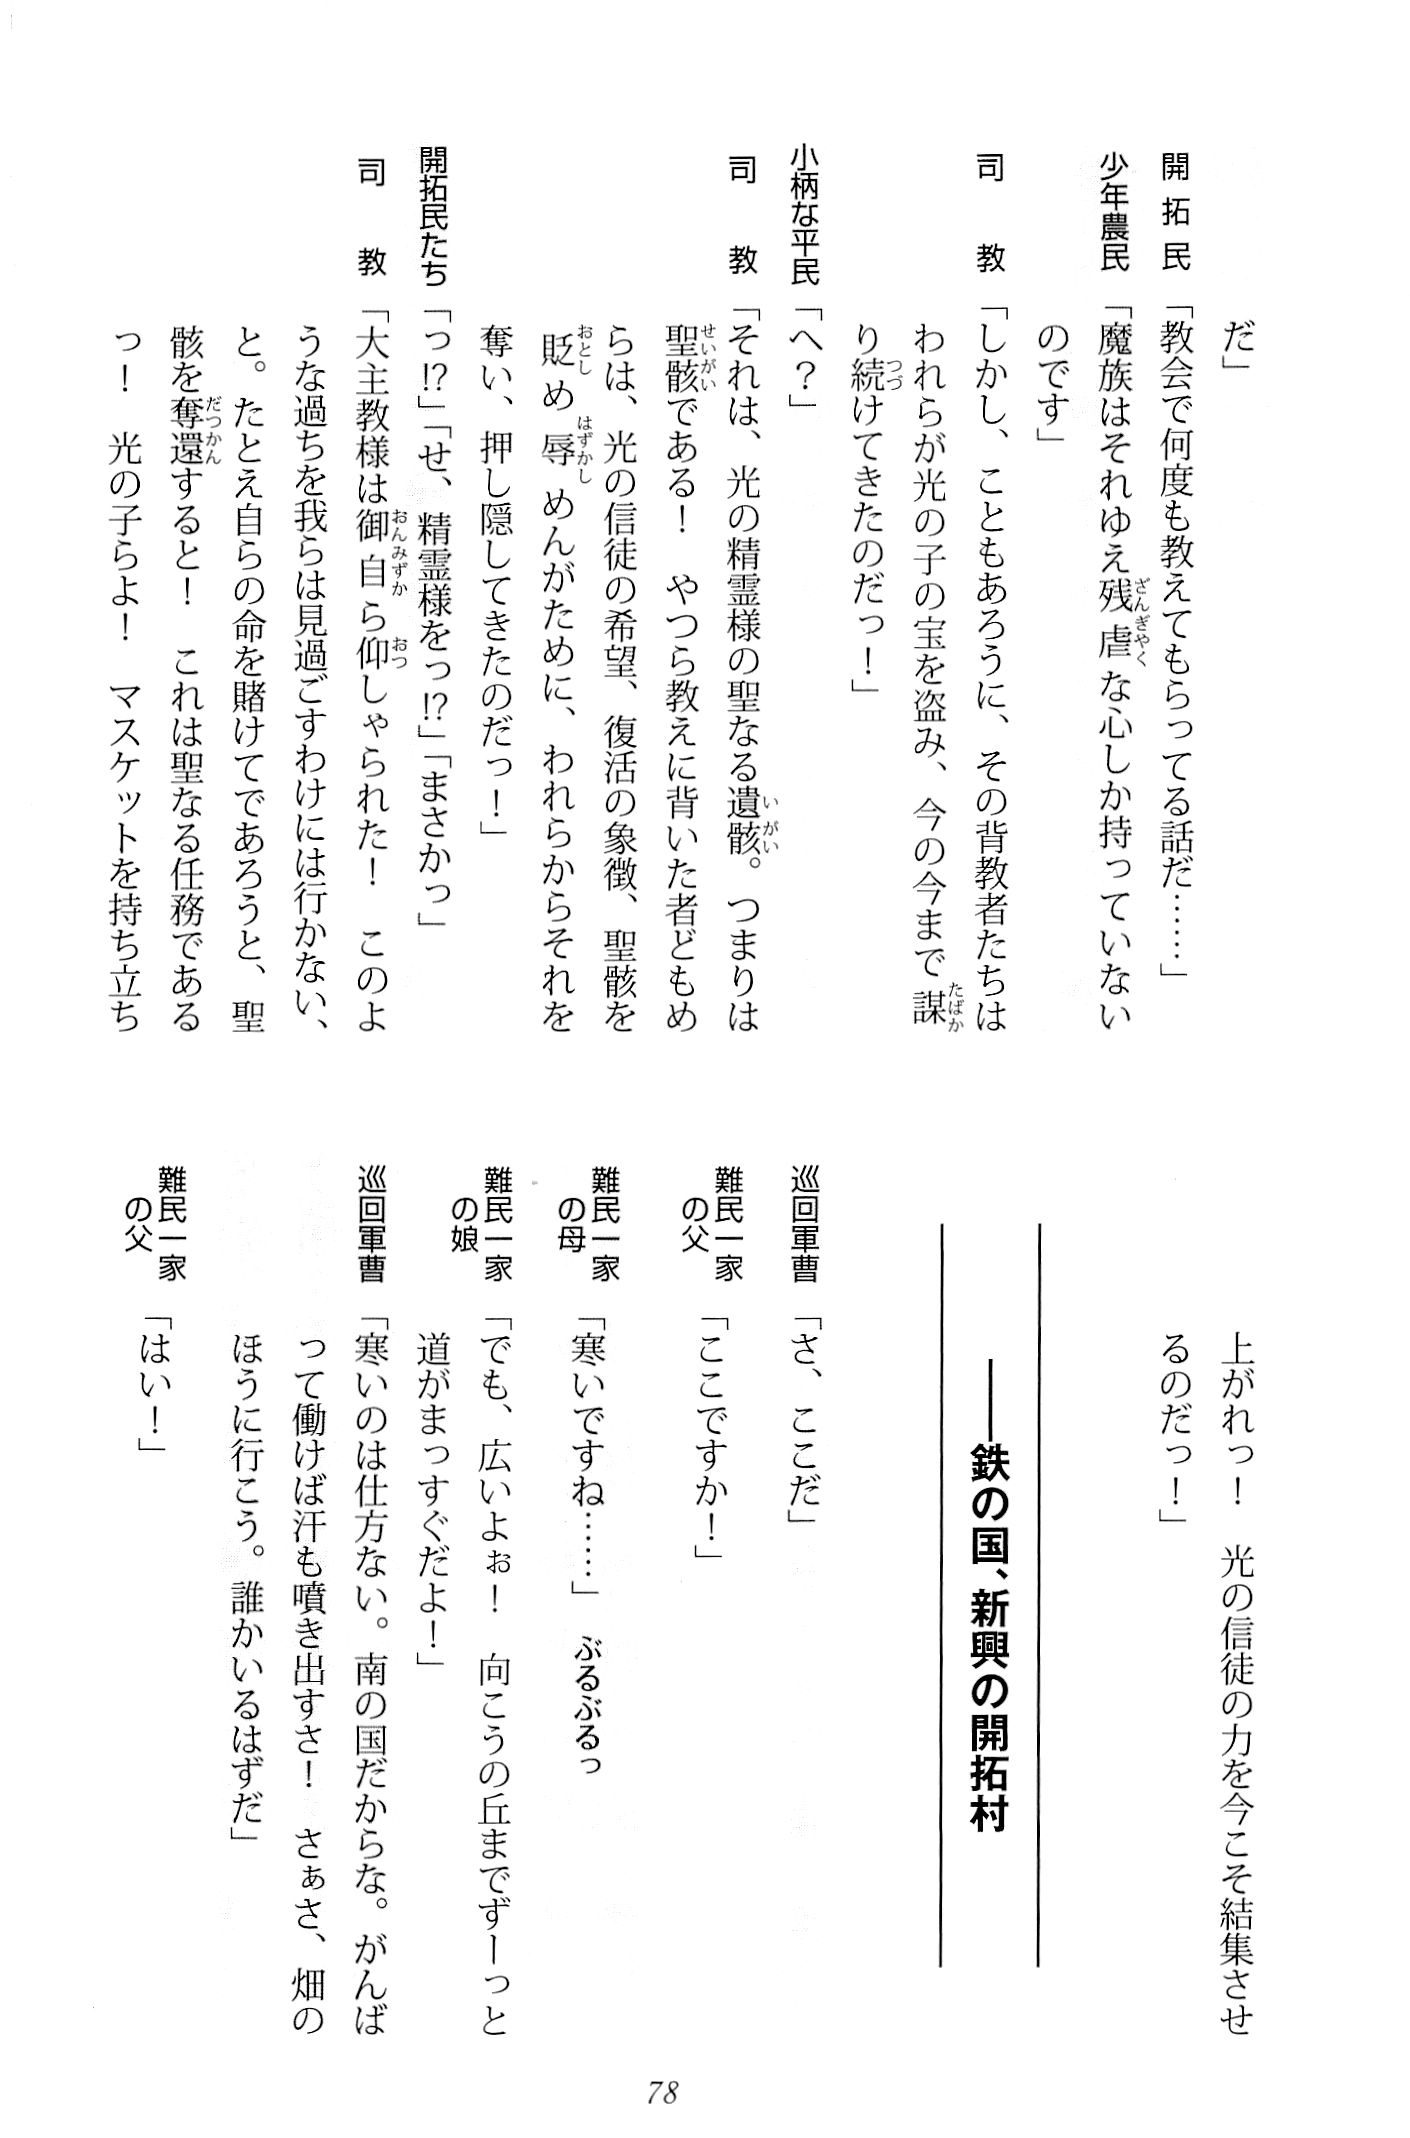 だ」
開拓民「教会で何度も教えてもらってる話だ……」
少年農民「魔族はそれゆえ残虐な心しか持っていない
のです」
司教「しかし、こともあろうに、その背教者たちは
われらが光の子の宝を盗み、今の今まで謀
り続けてきたのだっ！」
小柄な平民「へ？」
司教「それは、光の精霊様の聖なる遺骸。つまりは
聖骸である！　やつら教えに背いた者どもめ
らは、光の信徒の希望、復活の象徴、聖骸を
貶め辱めんがために、われらからそれを
奪い、押し隠してきたのだっ！」
開拓民たち「っ!?」「せ、精霊様をっ!?」「まさかっ」
司教「大主教様は御自ら仰しゃられた！　このよ
うな過ちを我らは見過ごすわけには行かない、
と。たとえ自らの命を賭けてであろうと、聖
骸を奪還すると！　これは聖なる任務である
っ！　光の子らよ！　マスケットを持ち立ち
上がれっ！　光の信徒の力を今こそ結集させ
るのだっ！」
――鉄の国、新興の開拓村
巡回軍曹「さ、ここだ」
難民一家の父「ここですか！」
難民一家の母「寒いですね……」ぶるぶるっ
難民一家の娘「でも、広いよぉ！　向こうの丘までずーっと
道がまっすぐだよ！」
巡回軍曹「寒いのは仕方ない。南の国だからな。がんば
って働けば汗も噴き出すさ！　さぁさ、畑の
ほうに行こう。誰かいるはずだ」
難民一家の父「はい！」
78